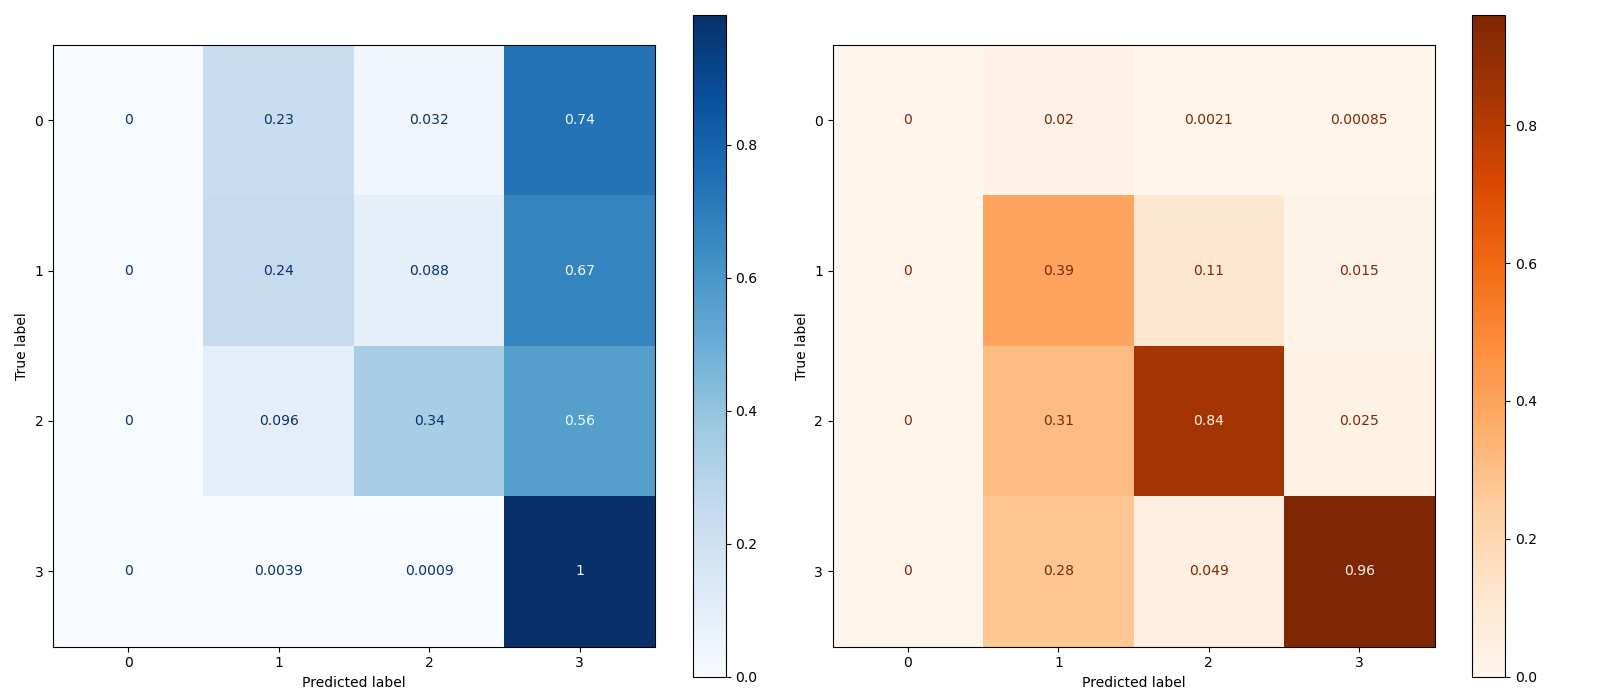 0 0 0.23 0.032 0.74
1 0 0.24 0.088 0.67
2 0 0.096 0.34 0.56
3 0 0.0039 0.0009 1
0 1 2 3
Predicted label
True label
0.8
0.6
0.4
0.2
0.0
0 0 0.02 0.0021 0.00085
1 0 0.39 0.11 0.015
2 0 0.31 0.84 0.025
3 0 0.28 0.049 0.96
0 1 2 3
Predicted label
True label
0.8
0.6
0.4
0.2
0.0